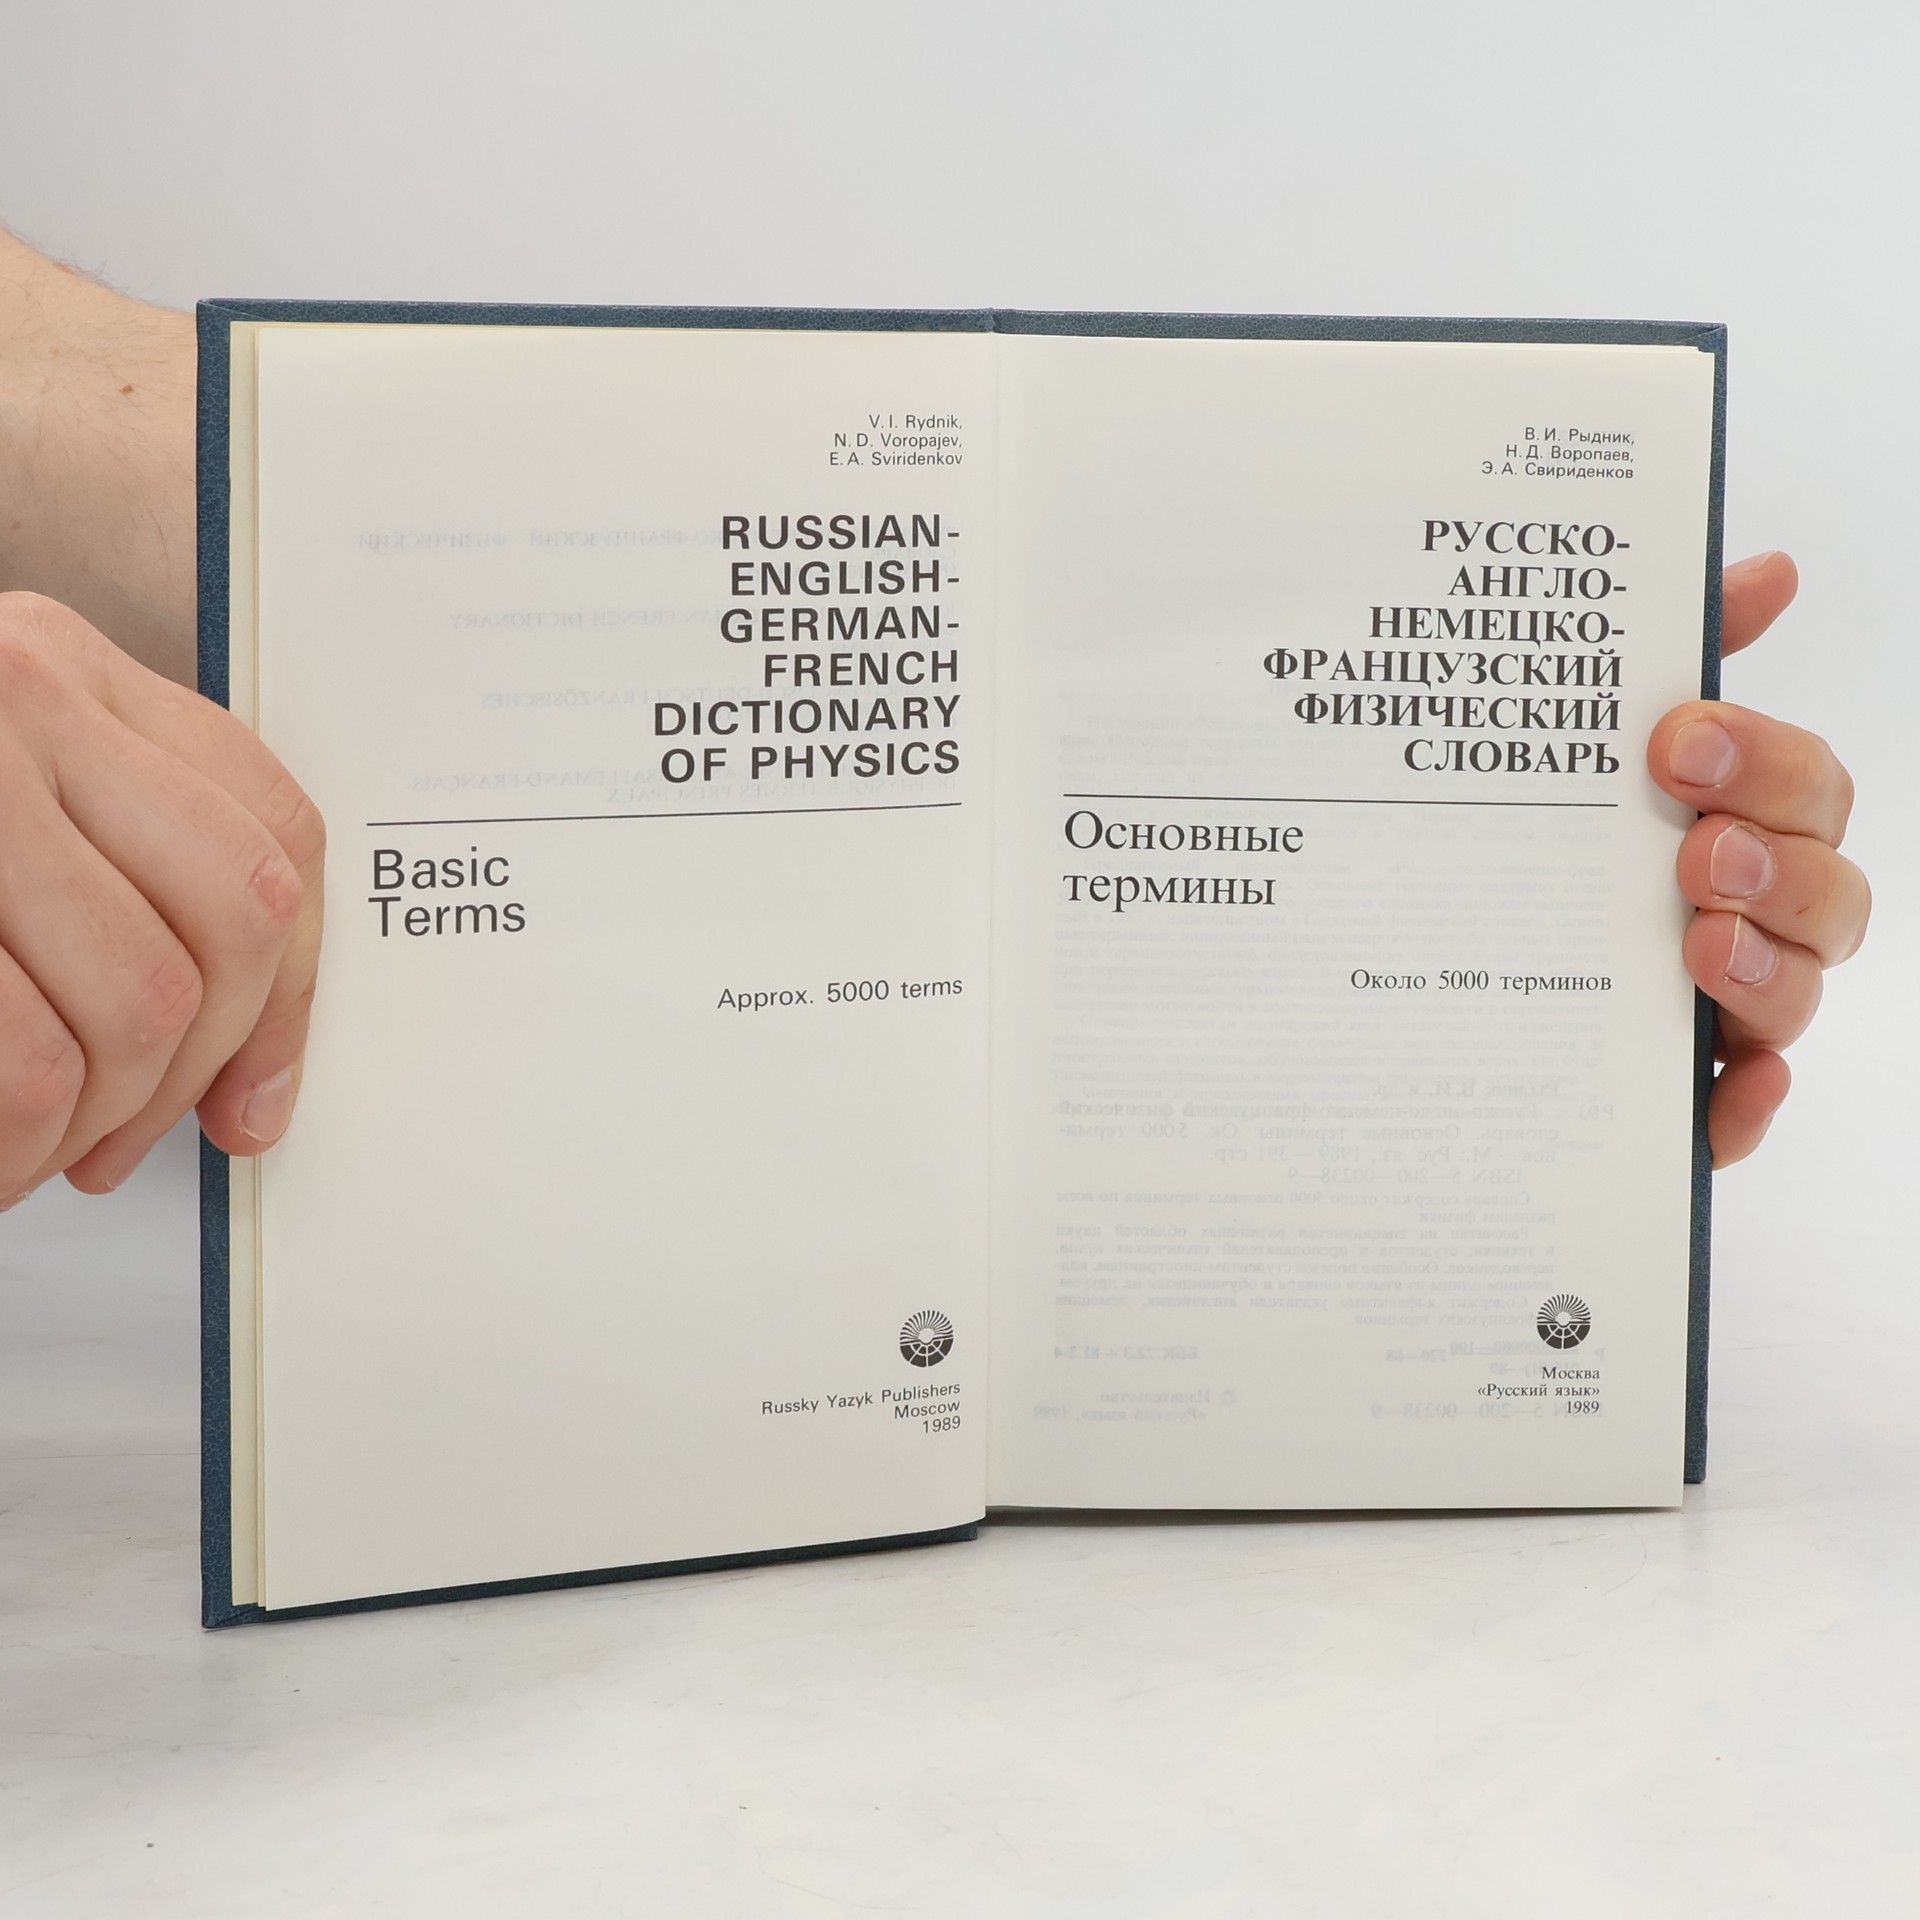 V. I. Rydnik,
N. D. Voropajev,
E. A. Sviridenkov
RUSSIAN-
ENGLISH-
GERMAN-
FRENCH
DICTIONARY
OF PHYSICS
Basic
Terms
Approx. 5000 terms
Russky Yazyk Publishers
Moscow
1989
В. И. Рыдник,
Н. Д. Воропаев,
Э. А. Свириденков
РУССКО-
АНГЛО-
НЕМЕЦКО-
ФРАНЦУЗСКИЙ
ФИЗИЧЕСКИЙ
СЛОВАРЬ
Основные
термины
Около 5000 терминов
Москва
«Русский язык»
1989